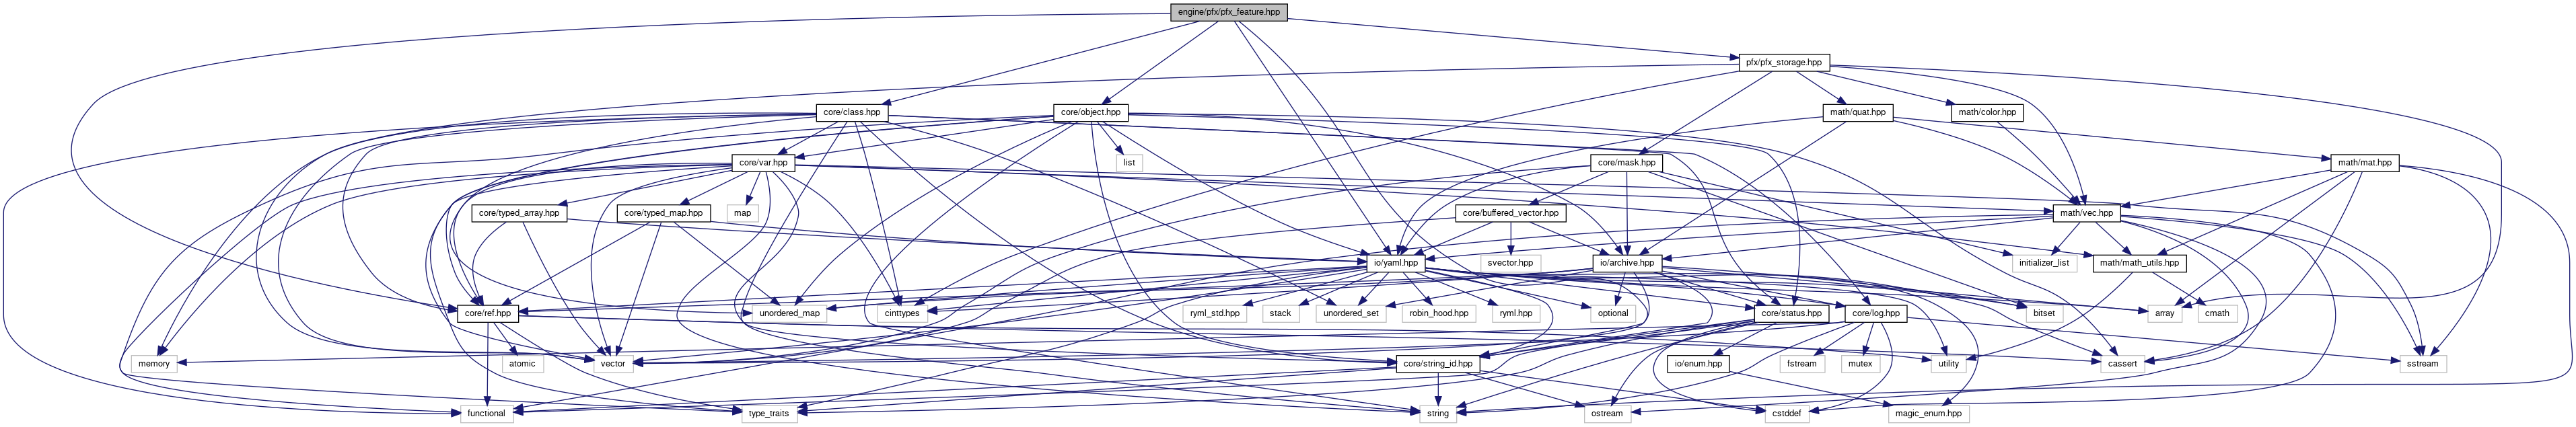 engine/pfx/pfx_feature.hpp
pfx/pfx_storage.hpp
core/class.hpp
core/object.hpp
math/quat.hpp
math/color.hpp
core/var.hpp
list
core/mask.hpp
math/mat.hpp
core/typed_array.hpp
core/typed_map.hpp
map
core/buffered_vector.hpp
math/vec.hpp
io/yaml.hpp
svector.hpp
io/archive.hpp
initializer_list
math/math_utils.hpp
core/ref.hpp
unordered_map
cinttypes
ryml_std.hpp
stack
unordered_set
robin_hood.hpp
ryml.hpp
optional
core/status.hpp
core/log.hpp
bitset
array
cmath
memory
atomic
vector
core/string_id.hpp
io/enum.hpp
fstream
mutex
utility
cassert
sstream
functional
type_traits
string
ostream
cstddef
magic_enum.hpp